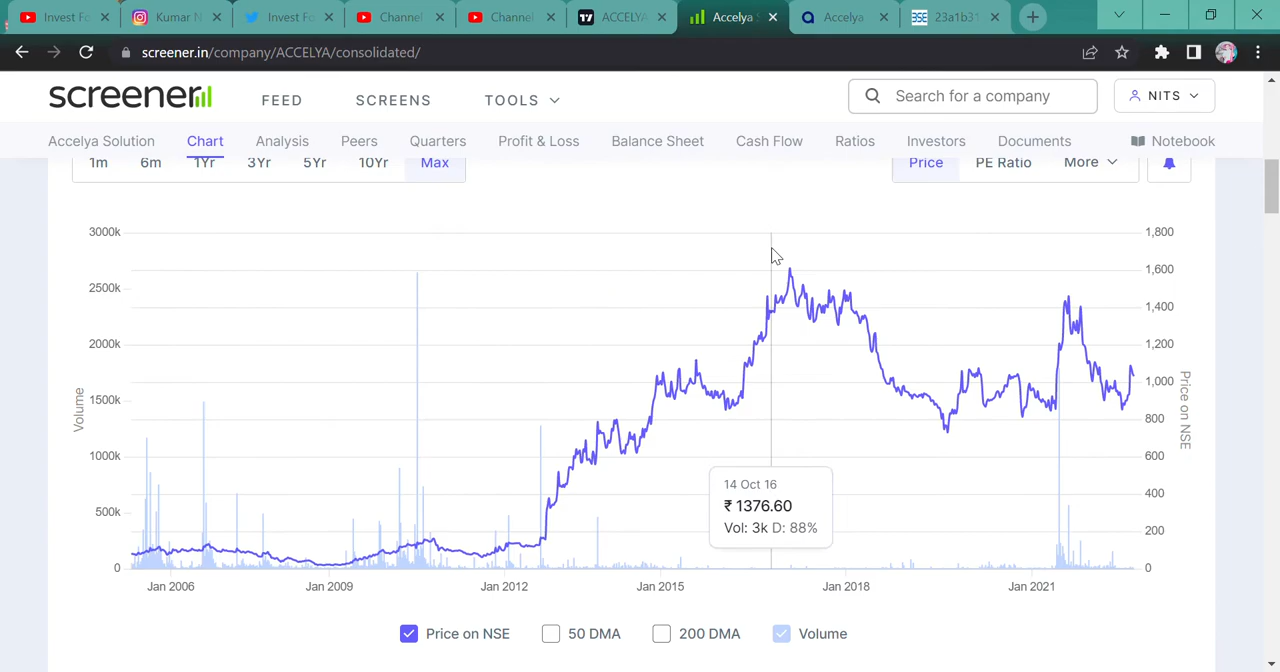 Invest Fo
Kumar N
Invest Fo
Channel
Channel
ACCELYA
Accelya S
Accelya
BSE
23a1b31
screener.in/company/ACCELYA/consolidated/
screener
FEED
SCREENS
TOOLS
Search for a company
NITS
Accelya Solution
Chart
Analysis
Peers
Quarters
Profit & Loss
Balance Sheet
Cash Flow
Ratios
Investors
Documents
Notebook
1m
6m
1Yr
3Yr
5Yr
10Yr
Max
Price
PE Ratio
More
3000k
2500k
2000k
1500k
1000k
500k
0
Volume
1,800
1,600
1,400
1,200
1,000
800
600
400
200
0
Price on NSE
14 Oct 16
₹ 1376.60
Vol: 3k D: 88%
Jan 2006
Jan 2009
Jan 2012
Jan 2015
Jan 2018
Jan 2021
Price on NSE
50 DMA
200 DMA
Volume